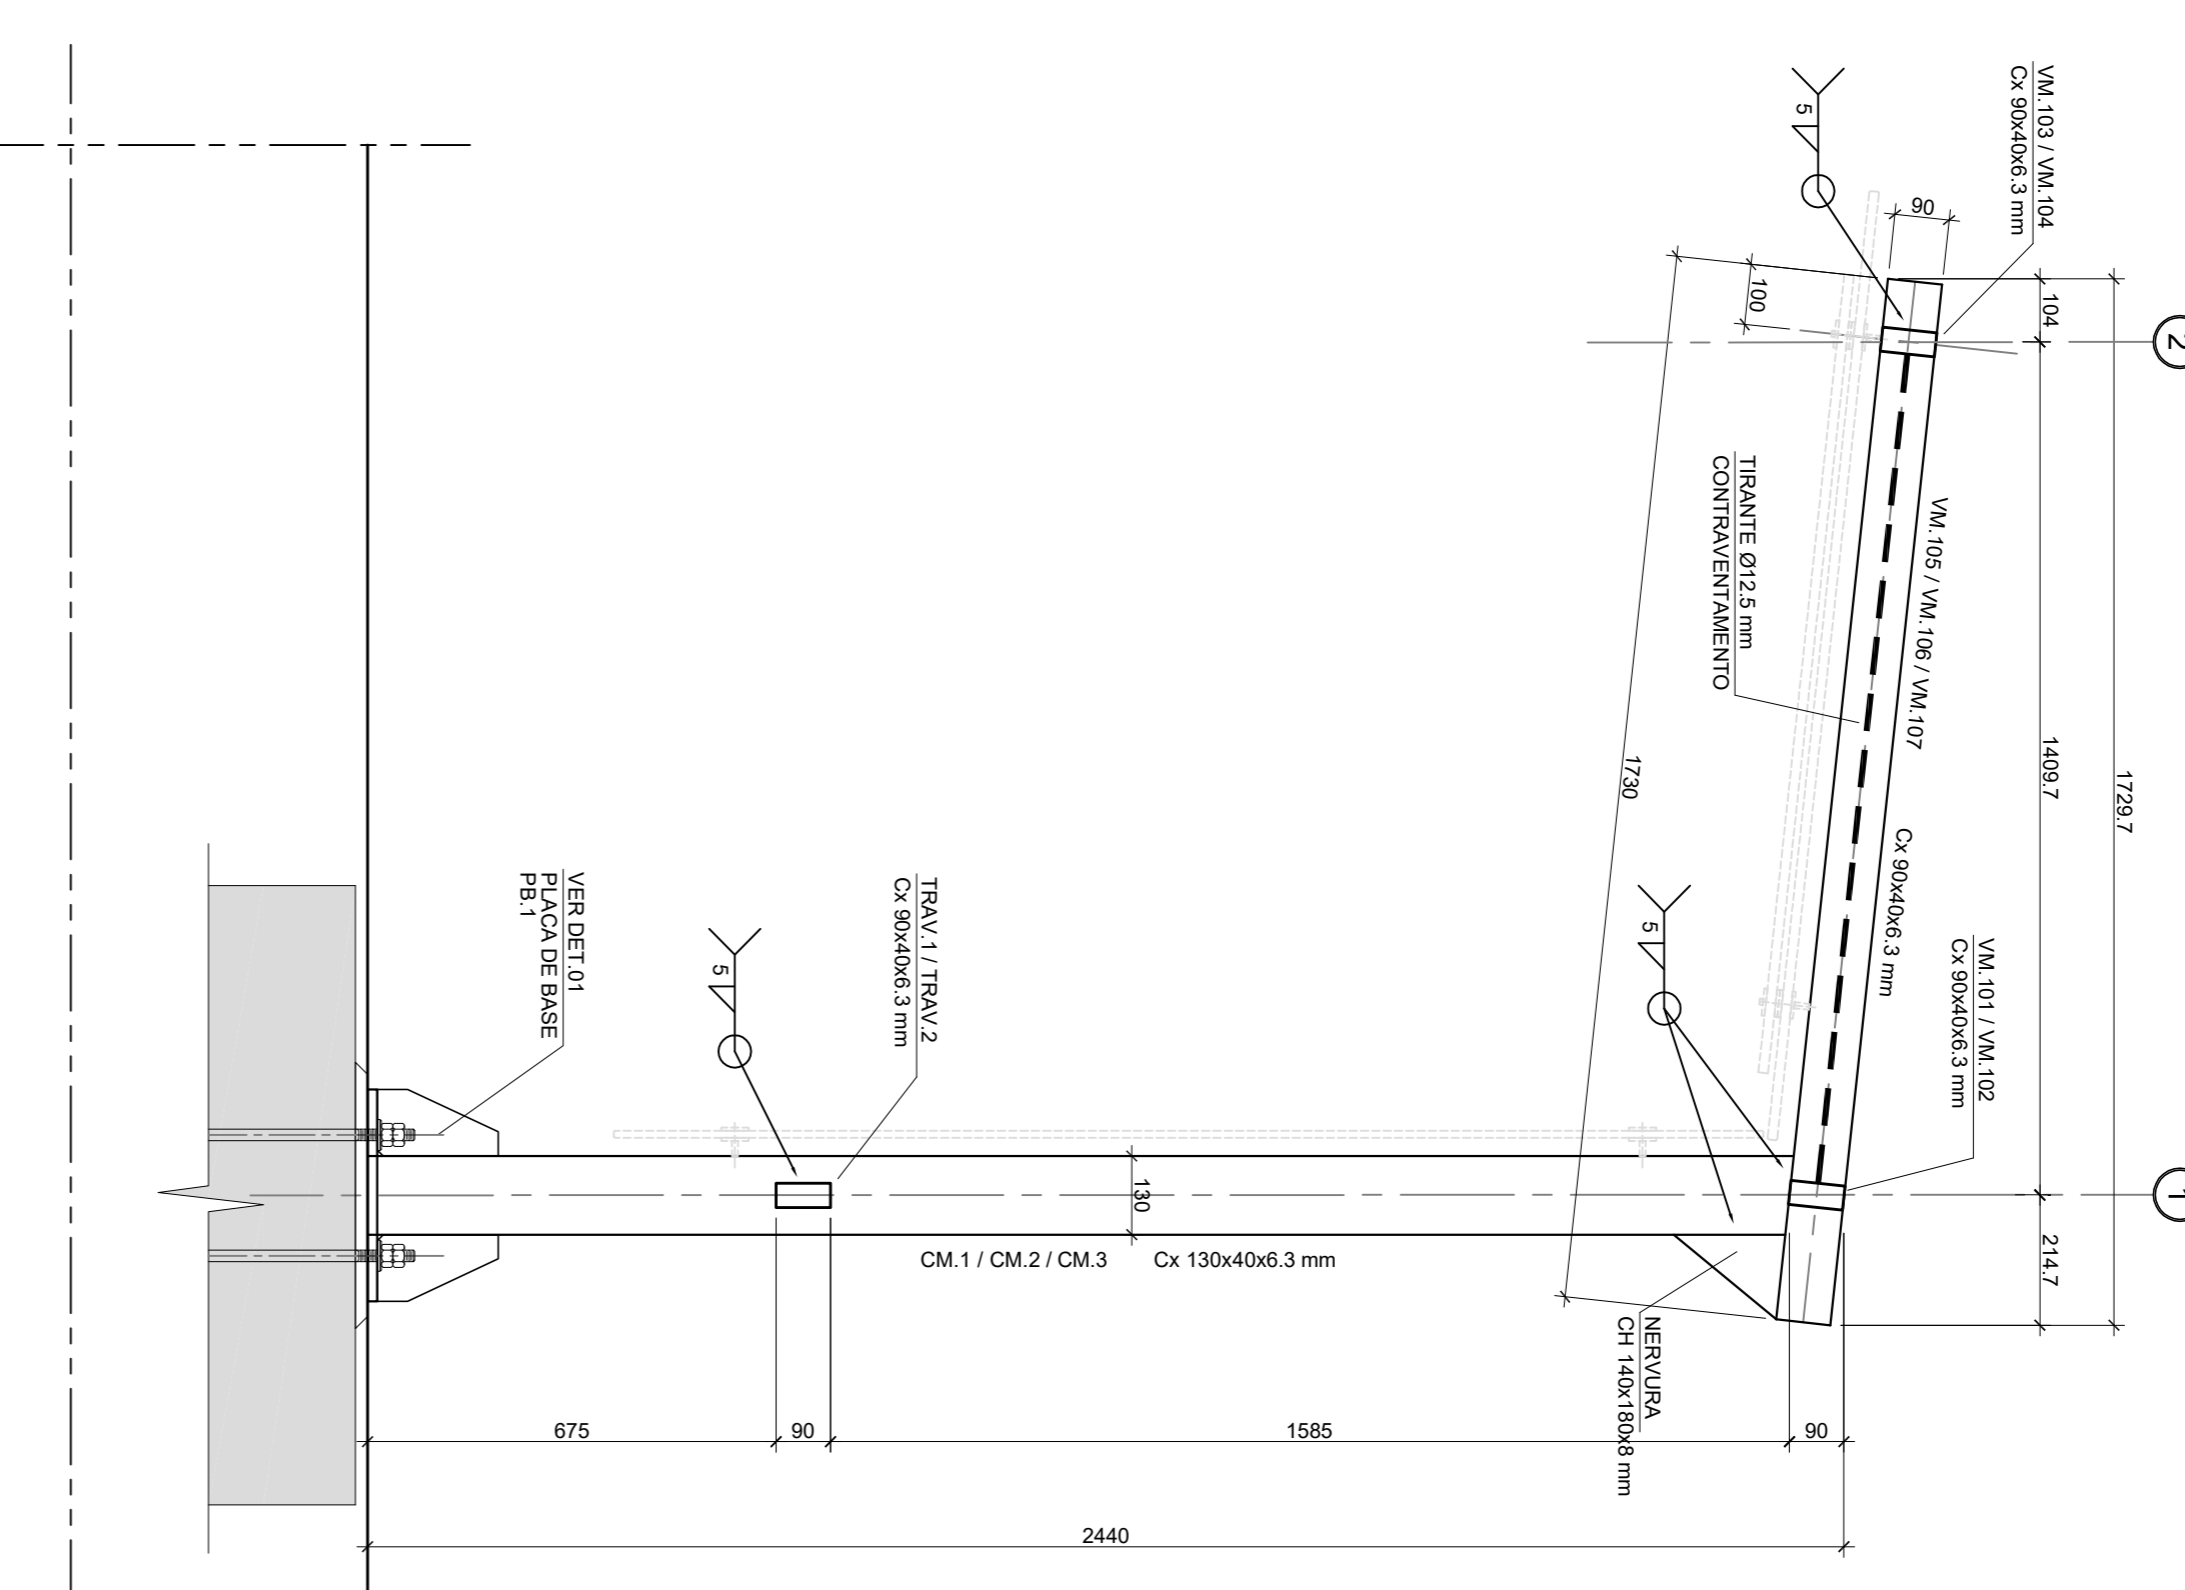 VM.103 / VM.104
Cx 90x40x6.3 mm
5
90
100
104
2
TIRANTE Ø12.5 mm
CONTRAVENTAMENTO
VM.105 / VM.106 / VM.107
Cx 90x40x6.3 mm
1730
1409.7
1729.7
VM.101 / VM.102
Cx 90x40x6.3 mm
5
VER DET.01
PLACA DE BASE
PB.1
5
TRAV.1 / TRAV.2
Cx 90x40x6.3 mm
130
1
214.7
CM.1 / CM.2 / CM.3
Cx 130x40x6.3 mm
NERVURA
CH 140x180x8 mm
675
90
1585
90
2440